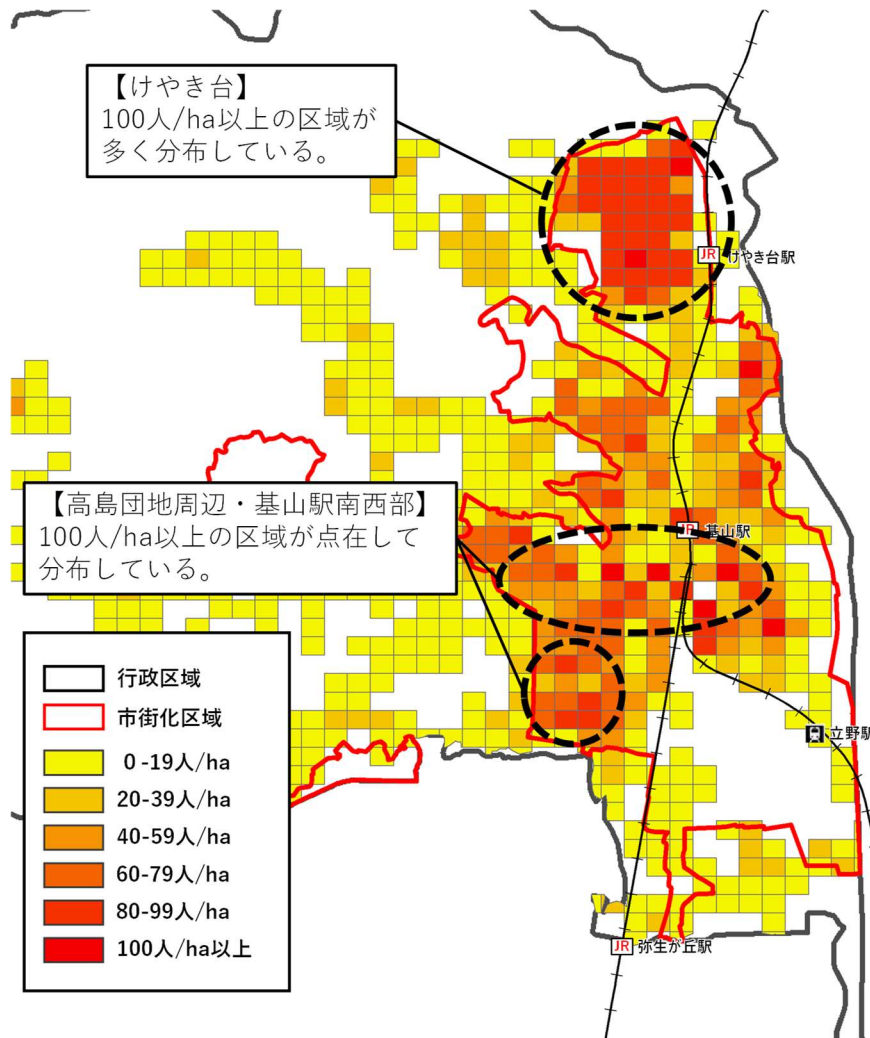 【けやき台】
100人/ha以上の区域が
多く分布している。
JR けやき台駅
【高島団地周辺・基山駅南西部】
100人/ha以上の区域が点在して
分布している。
JR 基山駅
行政区域
市街化区域
0-19人/ha
20-39人/ha
40-59人/ha
60-79人/ha
80-99人/ha
100人/ha以上
立野駅
JR 弥生が丘駅